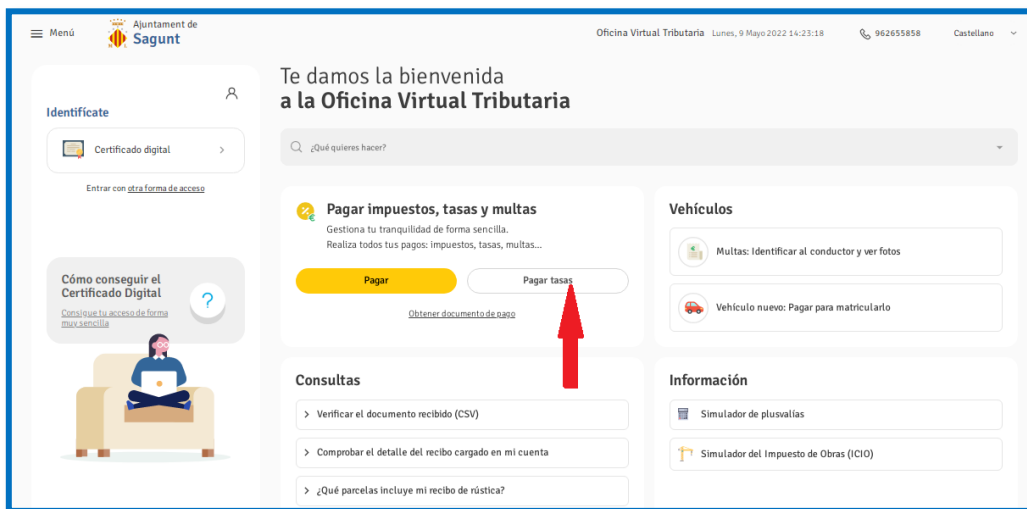 Menú
Ajuntament de
Sagunt
Oficina Virtual Tributaria Lunes, 9 Mayo 2022 14:23:18
962655858
Castellano
Identifícate
Certificado digital
Entrar con otra forma de acceso
Cómo conseguir el
Certificado Digital
Consigue tu acceso de forma
muy sencilla
?
Te damos la bienvenida
a la Oficina Virtual Tributaria
¿Qué quieres hacer?
Pagar impuestos, tasas y multas
Gestiona tu tranquilidad de forma sencilla.
Realiza todos tus pagos: impuestos, tasas, multas...
Pagar
Pagar tasas
Obtener documento de pago
Vehículos
Multas: Identificar al conductor y ver fotos
Vehículo nuevo: Pagar para matricularlo
Consultas
Verificar el documento recibido (CSV)
Comprobar el detalle del recibo cargado en mi cuenta
¿Qué parcelas incluye mi recibo de rústica?
Información
Simulador de plusvalías
Simulador del Impuesto de Obras (ICIO)